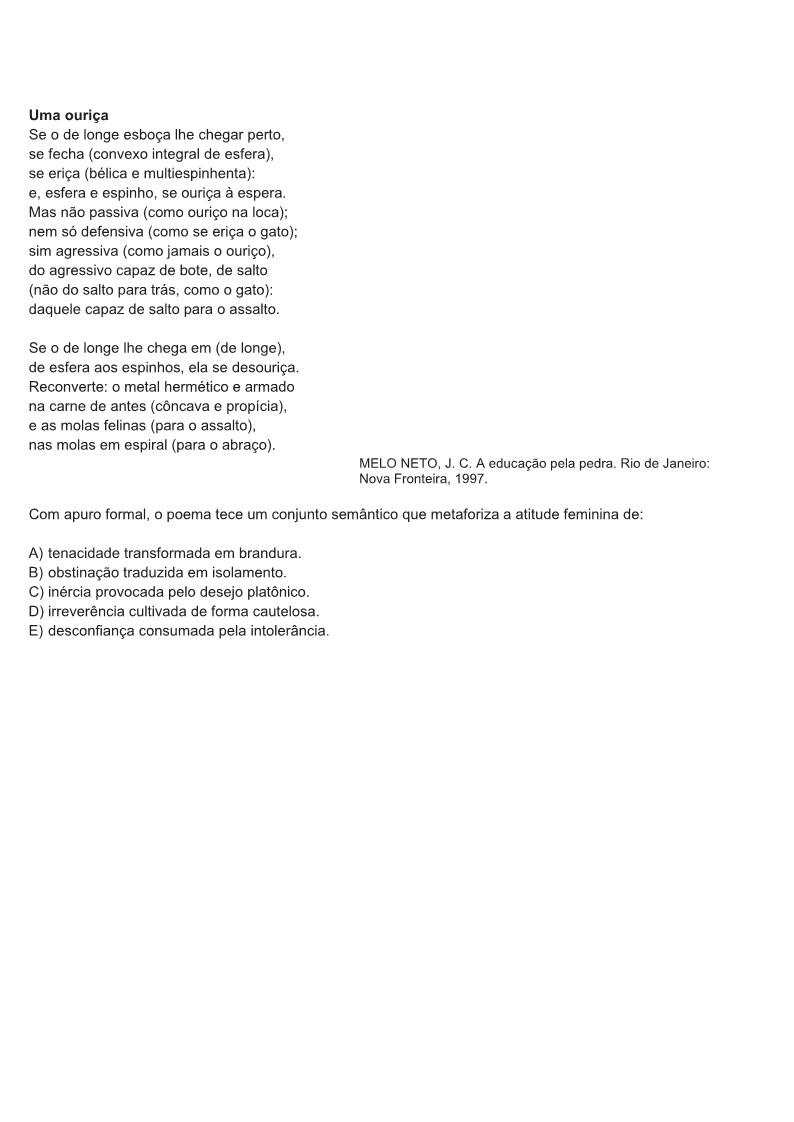 Uma ouriça
Se o de longe esboça lhe chegar perto,
se fecha (convexo integral de esfera),
se eriça (bélica e multiespinhenta):
e, esfera e espinho, se ouriça à espera.
Mas não passiva (como ouriço na loca);
nem só defensiva (como se eriça o gato);
sim agressiva (como jamais o ouriço),
do agressivo capaz de bote, de salto
(não do salto para trás, como o gato):
daquele capaz de salto para o assalto.
Se o de longe lhe chega em (de longe),
de esfera aos espinhos, ela se desouriça.
Reconverte: o metal hermético e armado
na carne de antes (côncava e propícia),
e as molas felinas (para o assalto),
nas molas em espiral (para o abraço).
MELO NETO, J. C. A educação pela pedra. Rio de Janeiro:
Nova Fronteira, 1997.
Com apuro formal, o poema tece um conjunto semântico que metaforiza a atitude feminina de:
A) tenacidade transformada em brandura.
B) obstinação traduzida em isolamento.
C) inércia provocada pelo desejo platônico.
D) irreverência cultivada de forma cautelosa.
E) desconfiança consumada pela intolerância.